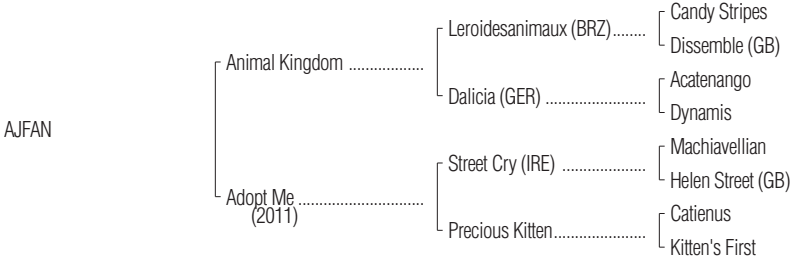 Candy Stripes
Leroidesanimaux (BRZ)........
Dissemble (GB)
Animal Kingdom ..................
Acatenango
Dalicia (GER) ........................
Dynamis
AJFAN
Machiavellian
Street Cry (IRE) ....................
Helen Street (GB)
Adopt Me ..............................
(2011)
Catienus
Precious Kitten......................
Kitten's First